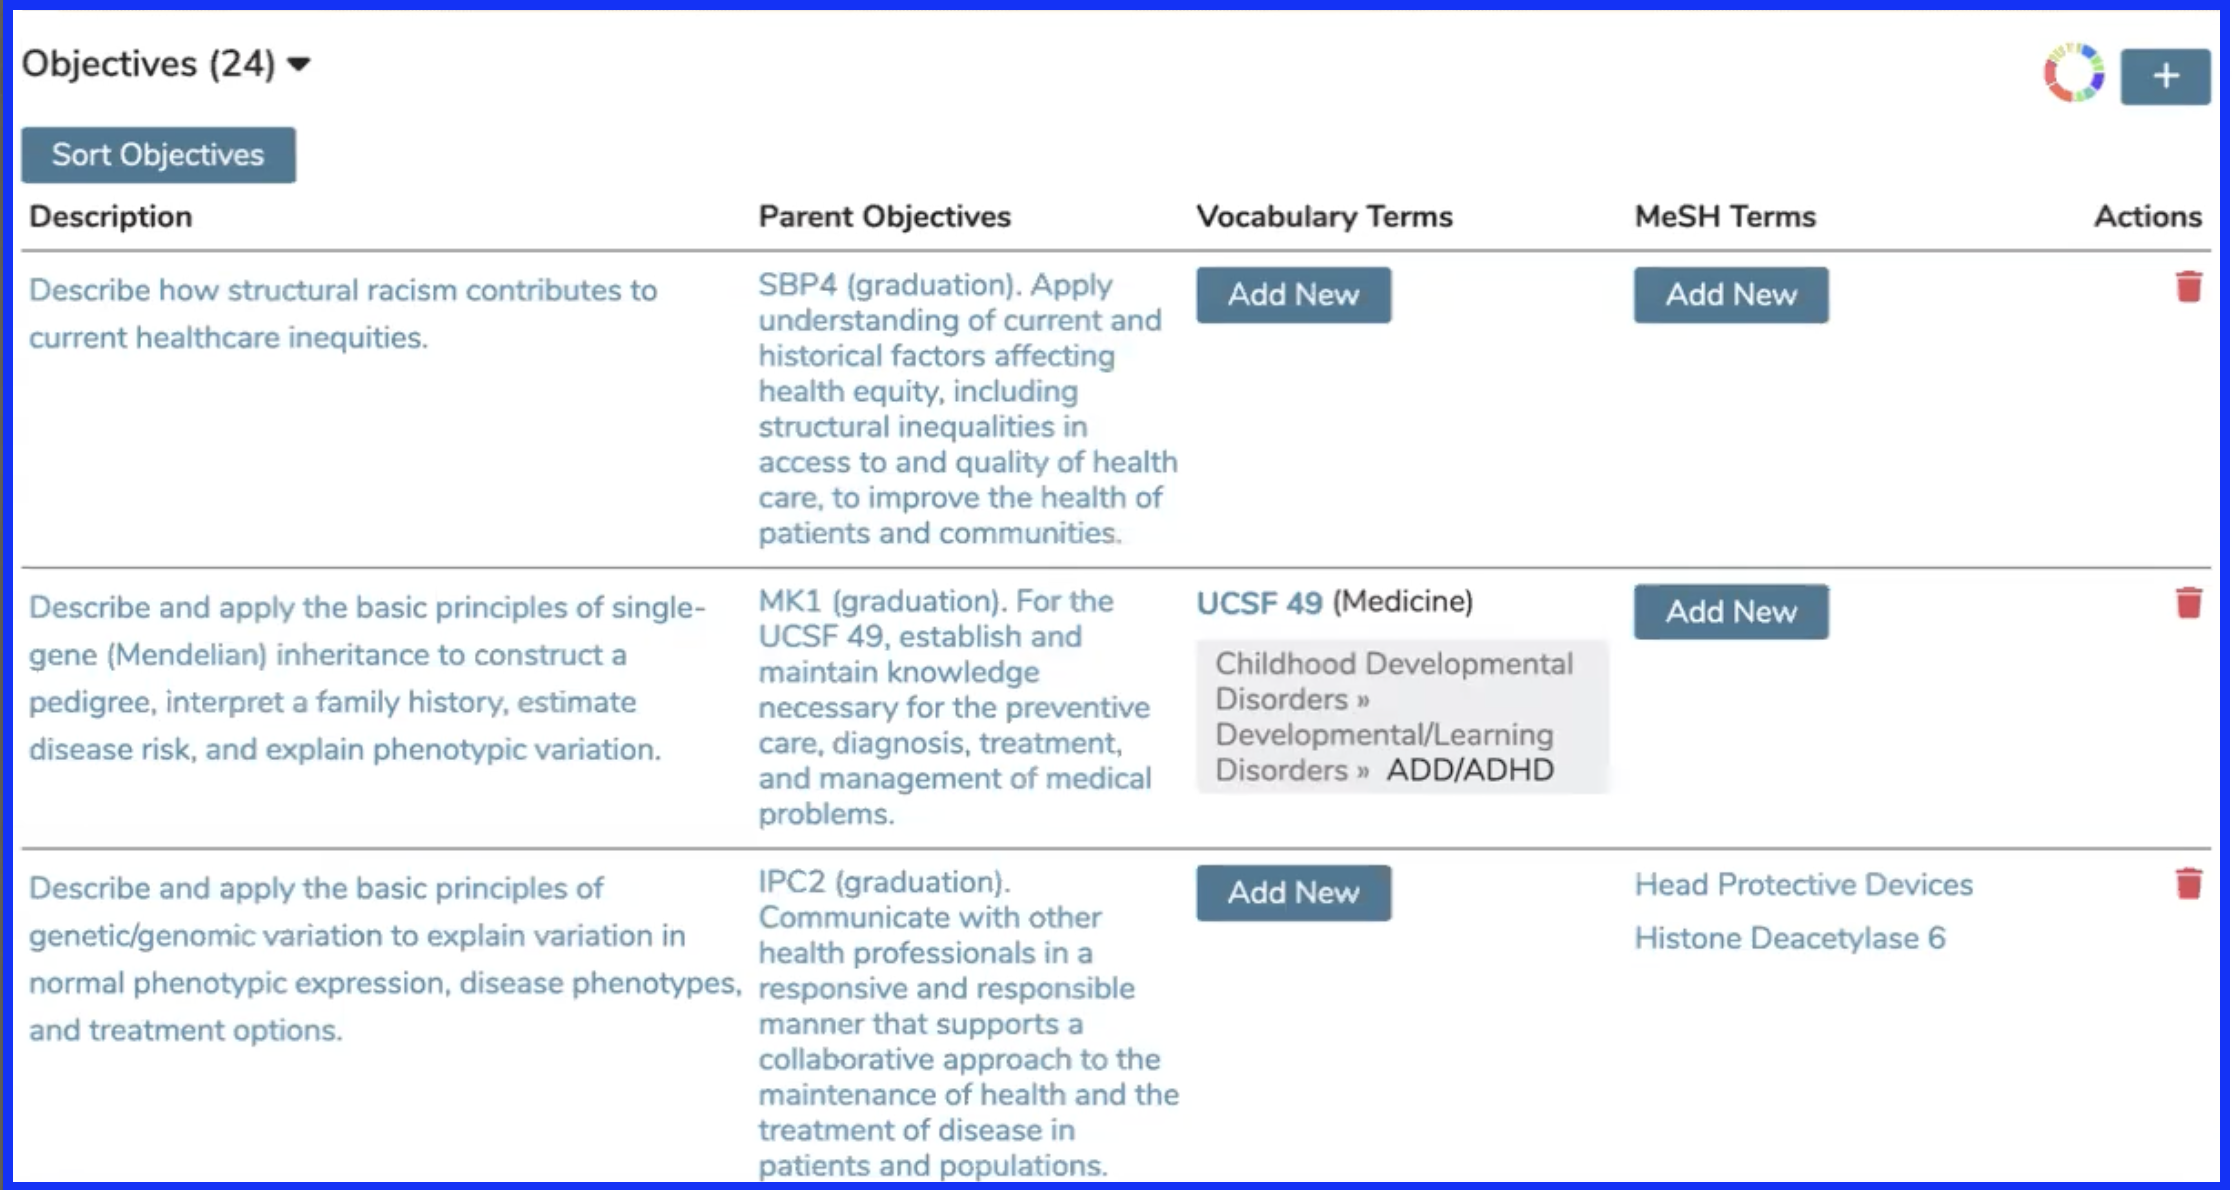 Objectives (24)
+
Sort Objectives
Description
Parent Objectives
Vocabulary Terms
MeSH Terms
Actions
Describe how structural racism contributes to
current healthcare inequities.
SBP4 (graduation). Apply
understanding of current and
historical factors affecting
health equity, including
structural inequalities in
access to and quality of health
care, to improve the health of
patients and communities.
Add New
Add New
Describe and apply the basic principles of single-
gene (Mendelian) inheritance to construct a
pedigree, interpret a family history, estimate
disease risk, and explain phenotypic variation.
MK1 (graduation). For the
UCSF 49, establish and
maintain knowledge
necessary for the preventive
care, diagnosis, treatment,
and management of medical
problems.
UCSF 49 (Medicine)
Childhood Developmental
Disorders »
Developmental/Learning
Disorders » ADD/ADHD
Add New
Describe and apply the basic principles of
genetic/genomic variation to explain variation in
normal phenotypic expression, disease phenotypes,
and treatment options.
IPC2 (graduation).
Communicate with other
health professionals in a
responsive and responsible
manner that supports a
collaborative approach to the
maintenance of health and the
treatment of disease in
patients and populations.
Add New
Head Protective Devices
Histone Deacetylase 6